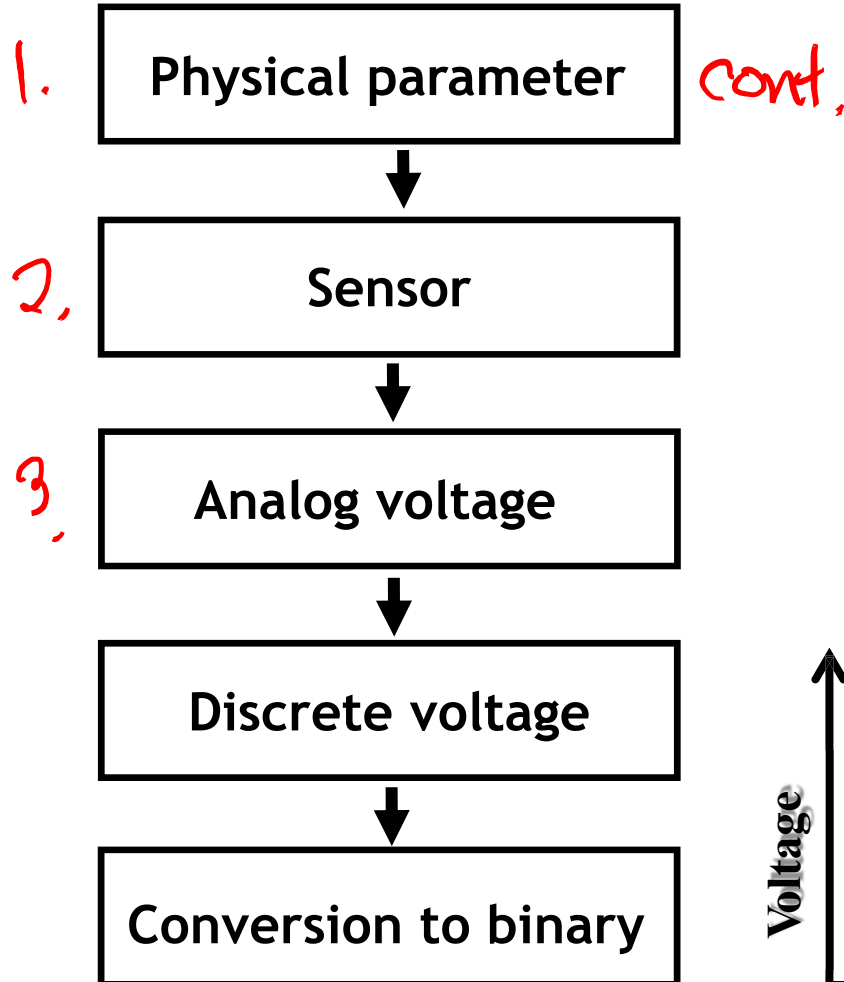 1. Physical parameter cont.
2. Sensor
3. Analog voltage
Discrete voltage
Voltage
Conversion to binary